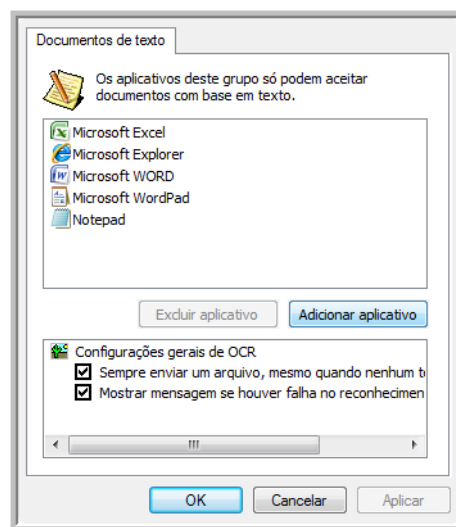 Documentos de texto
Os aplicativos deste grupo só podem aceitar
documentos com base em texto.
Microsoft Excel
Microsoft Explorer
Microsoft WORD
Microsoft WordPad
Notepad
Excluir aplicativo
Adicionar aplicativo
Configurações gerais de OCR
Sempre enviar um arquivo, mesmo quando nenhum t
Mostrar mensagem se houver falha no reconhecimen
OK
Cancelar
Aplicar